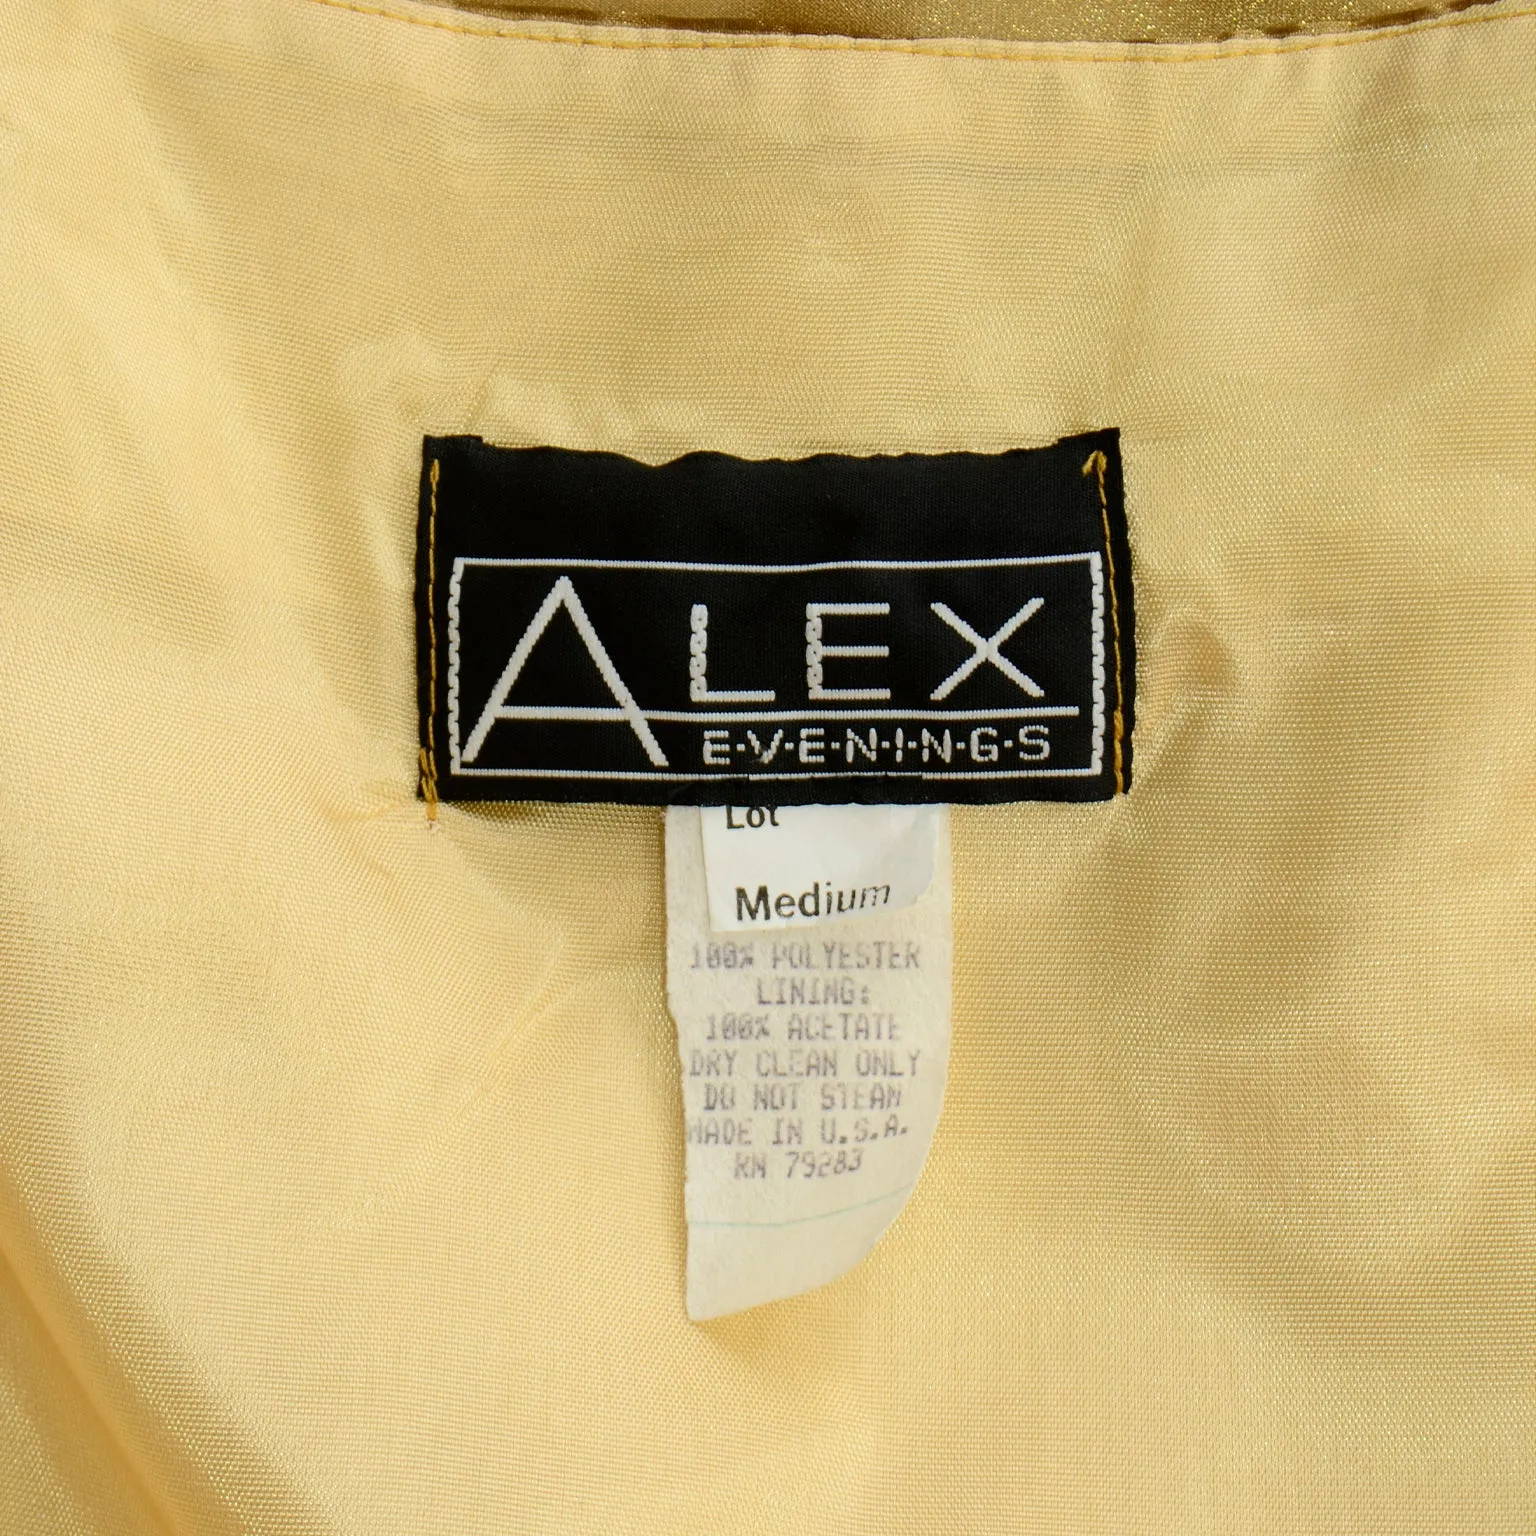 ALEX
E·V·E·N·I·N·G·S
Lot
Medium
100% POLYESTER
LINING:
100% ACETATE
DRY CLEAN ONLY
DO NOT STEAM
MADE IN U.S.A.
RN 79283